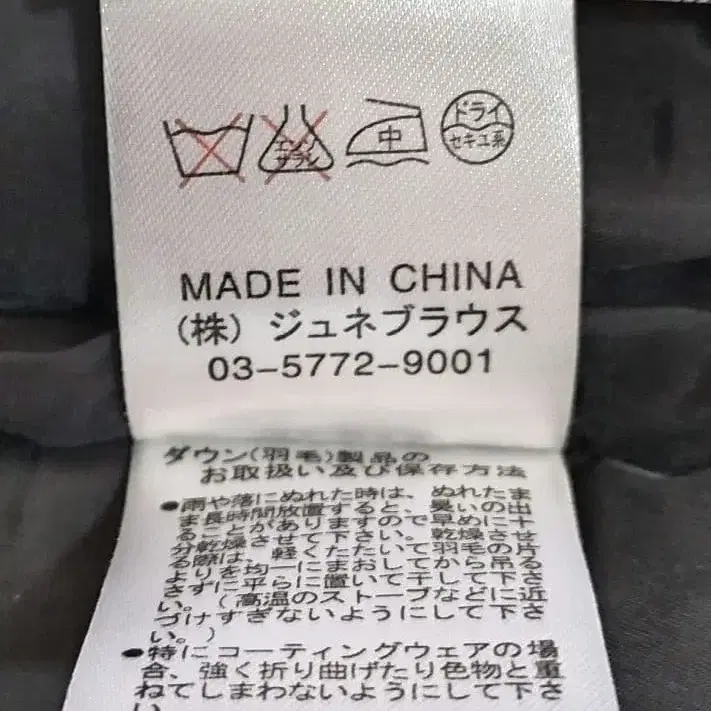 エンソ
サラシ
中
ドライ
セキユ系
MADE IN CHINA
(株) ジュネブラウス
03-5772-9001
ダウン(羽毛)製品の
お取扱い及び保存方法
●雨や落にぬれた時は、ぬれたま
ま長時間放置すると、臭いの出
ることがありますので早めに十
分乾燥させて下さい。乾燥させ
る際は、軽くたたいて羽毛の片
よりを均一にまおしてから吊る
さずに平らに置いて干して下さ
い。(高温のストーブなどに近
づけすぎないようにして下さ
い。)
●特にコーティングウェアの場
合、強く折り曲げたり色物と重
ねてしまわないようにして下さ
い。